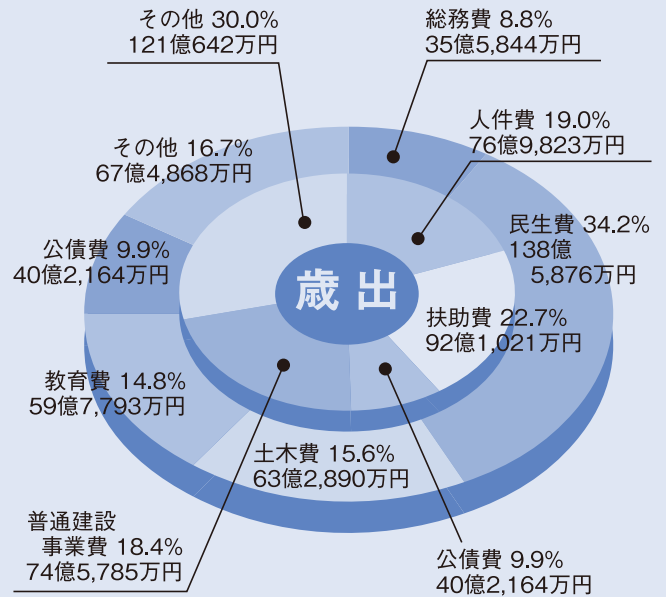 その他 30.0%
121億642万円
総務費 8.8%
35億5,844万円
人件費 19.0%
76億9,823万円
その他 16.7%
67億4,868万円
民生費 34.2%
138億
5,876万円
公債費 9.9%
40億2,164万円
歳出
扶助費 22.7%
92億1,021万円
教育費 14.8%
59億7,793万円
土木費 15.6%
63億2,890万円
普通建設
事業費 18.4%
74億5,785万円
公債費 9.9%
40億2,164万円